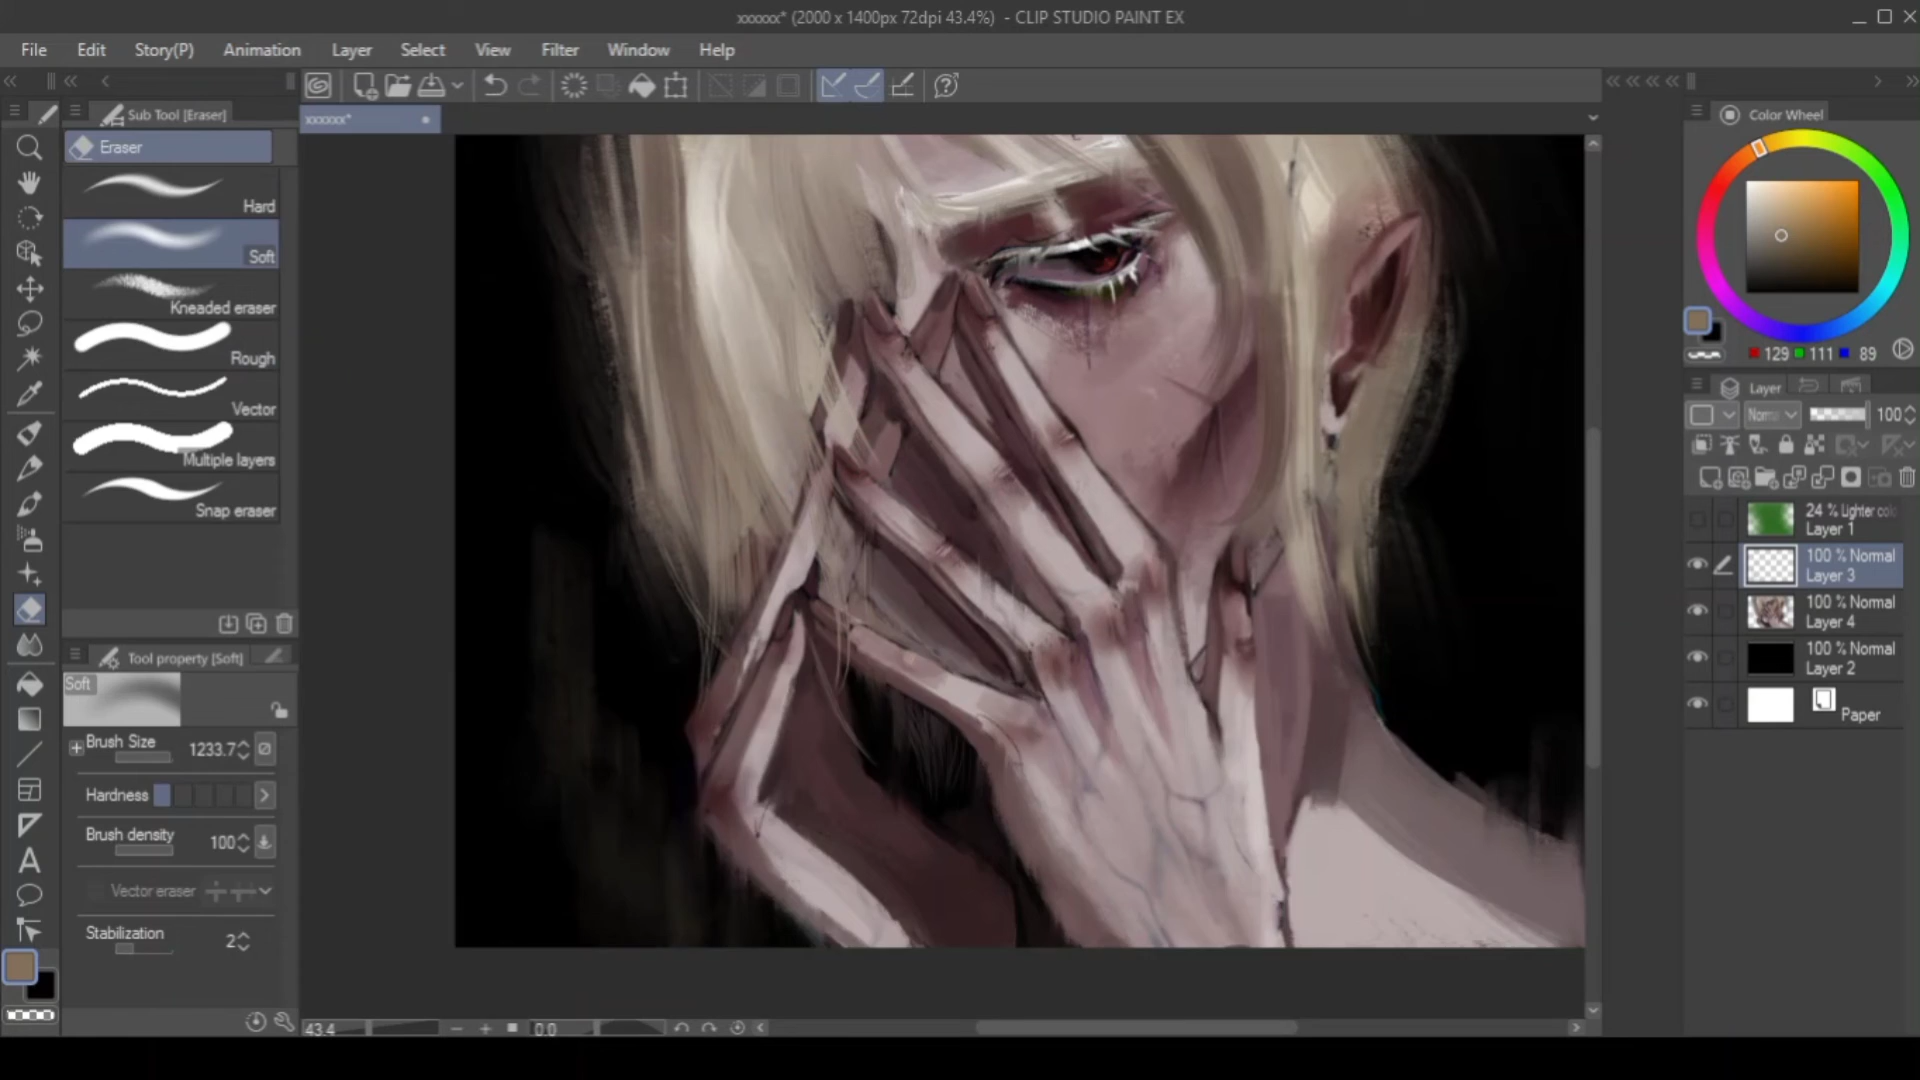 xxxxxx* (2000 x 1400px 72dpi 43.4%) - CLIP STUDIO PAINT EX
File Edit Story(P) Animation Layer Select View Filter Window Help
Sub Tool [Eraser]
xxxxxx*
Color Wheel
Eraser
Hard
Soft
Kneaded eraser
Rough
Vector
Multiple layers
Snap eraser
129 111 89
Layer
Norma 100
24 % Lighter colo
Layer 1
100 % Normal
Layer 3
100 % Normal
Layer 4
100 % Normal
Layer 2
Paper
Tool property [Soft]
Soft
Brush Size 1233.7
Hardness
Brush density 100
Vector eraser
Stabilization 2
43.4 0.0